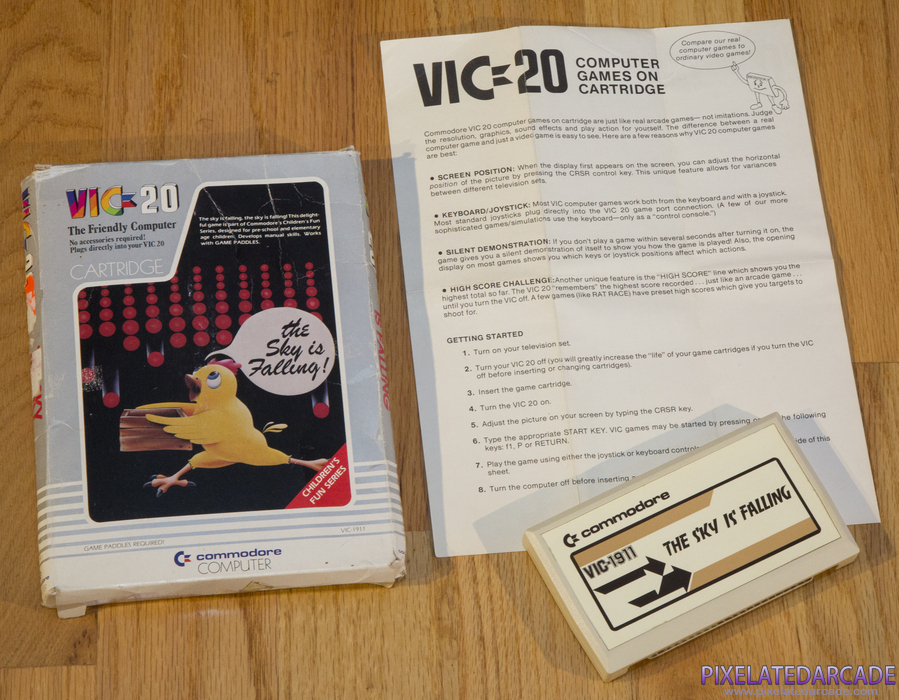 VIC-20
The Friendly Computer
No accessories required!
Plugs directly into your VIC 20
CARTRIDGE
The sky is falling, the sky is falling! This delight-
ful game is part of Commodore's Children's Fun
Series, designed for pre-school and elementary
age children. Develops manual skills. Works
with GAME PADDLES.
the
Sky is
Falling!
CHILDREN'S
FUN SERIES
VIC-1911
GAME PADDLES REQUIRED!
commodore
COMPUTER
VIC-20 COMPUTER
GAMES ON
CARTRIDGE
Compare our real
computer games to
ordinary video games!
Commodore VIC 20 computer games on cartridge are just like real arcade games— not imitations. Judge
the resolution, graphics, sound effects and play action for yourself. The difference between a real
computer game and just a video game is easy to see. Here are a few reasons why VIC 20 computer games
are best:
● SCREEN POSITION: When the display first appears on the screen, you can adjust the horizontal
position of the picture by pressing the CRSR control key. This unique feature allows for variances
between different television sets.
● KEYBOARD/JOYSTICK: Most VIC computer games work both from the keyboard and with a joystick.
Most standard joysticks plug directly into the VIC 20 game port connection. (A few of our more
sophisticated games/simulations use the keyboard—only as a "control console.")
● SILENT DEMONSTRATION: If you don't play a game within several seconds after turning it on, the
game gives you a silent demonstration of itself to show you how the game is played! Also, the opening
display on most games shows you which keys or joystick positions affect which actions.
● HIGH SCORE CHALLENGE: Another unique feature is the "HIGH SCORE" line which shows you the
highest total so far. The VIC 20 "remembers" the highest score recorded . . . just like an arcade game . . .
until you turn the VIC off. A few games (like RAT RACE) have preset high scores which give you targets to
shoot for.
GETTING STARTED
1. Turn on your television set.
2. Turn your VIC 20 off (you will greatly increase the "life" of your game cartridges if you turn the VIC
off before inserting or changing cartridges).
3. Insert the game cartridge.
4. Turn the VIC 20 on.
5. Adjust the picture on your screen by typing the CRSR key.
6. Type the appropriate START KEY. VIC games may be started by pressing the following
keys: f1, P or RETURN.
7. Play the game using either the joystick or keyboard of this
sheet.
8. Turn the computer off before inserting
commodore
VIC-1911
THE SKY IS FALLING
PIXELATEDARCADE
www.pixelatedarcade.com